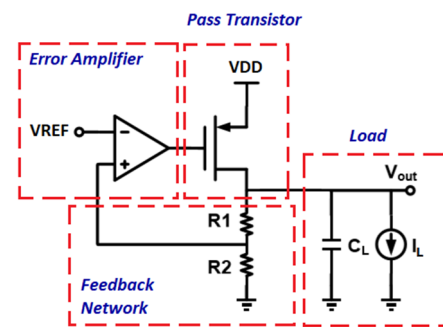 Pass Transistor
Error Amplifier
VDD
VREF
−
+
Load
Vout
R1
CL
IL
R2
Feedback
Network